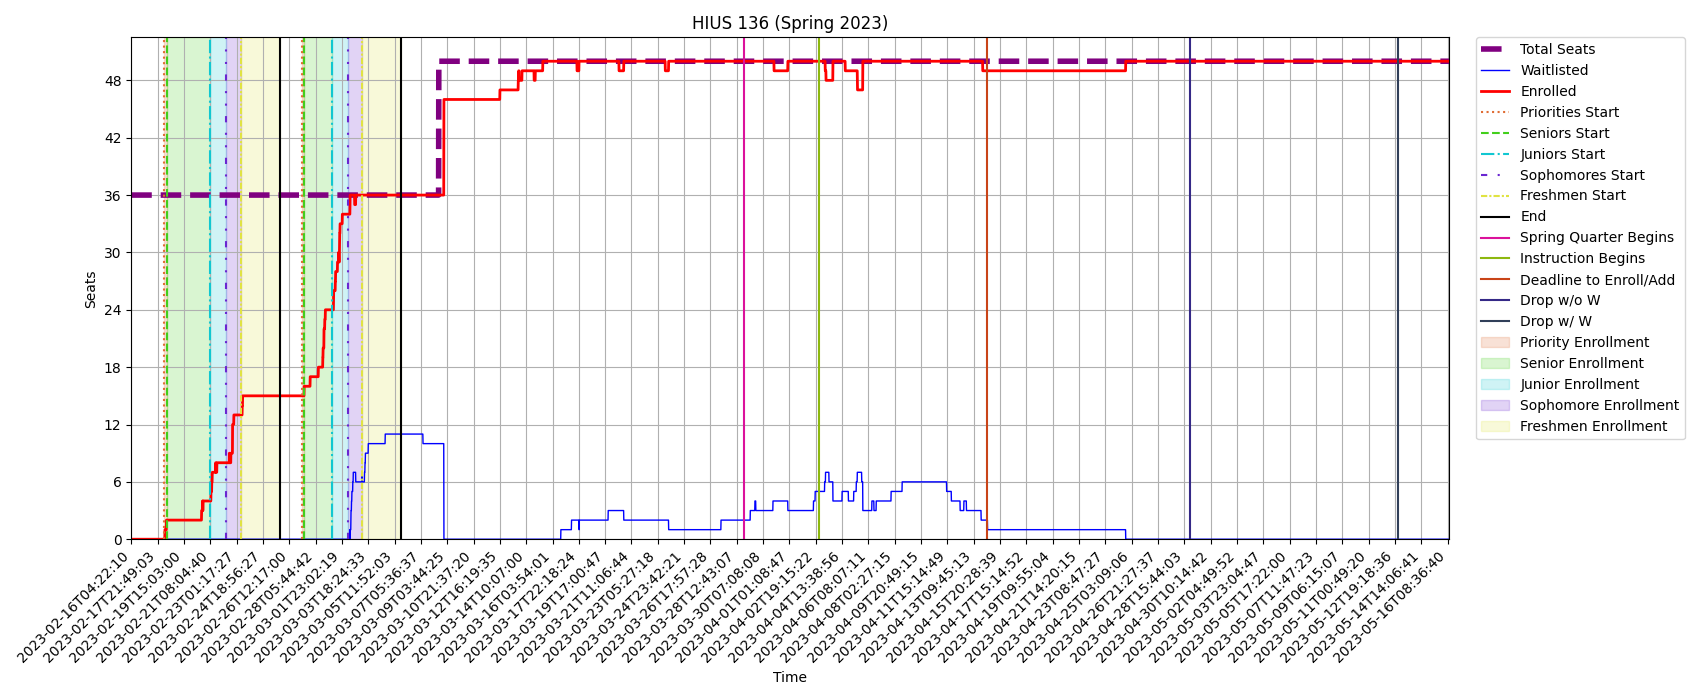 HIUS 136 (Spring 2023)
Seats
48
42
36
30
24
18
12
6
0
2023-02-16T04:22:10
2023-02-17T21:49:03
2023-02-19T15:03:00
2023-02-21T08:04:40
2023-02-23T01:17:27
2023-02-24T18:56:27
2023-02-26T12:17:00
2023-02-28T05:44:42
2023-03-01T23:02:19
2023-03-03T18:24:33
2023-03-05T11:52:03
2023-03-07T05:36:37
2023-03-09T03:44:25
2023-03-10T21:37:20
2023-03-12T16:19:35
2023-03-14T10:07:00
2023-03-16T03:54:01
2023-03-17T22:18:24
2023-03-19T17:00:47
2023-03-21T11:06:44
2023-03-23T05:27:18
2023-03-24T23:42:21
2023-03-26T17:57:28
2023-03-28T12:43:07
2023-03-30T07:08:08
2023-04-01T01:08:47
2023-04-02T19:15:22
2023-04-04T13:38:56
2023-04-06T08:07:11
2023-04-08T02:27:15
2023-04-09T20:49:15
2023-04-11T15:14:49
2023-04-13T09:45:13
2023-04-15T20:28:39
2023-04-17T15:14:52
2023-04-19T09:55:04
2023-04-21T14:20:15
2023-04-23T08:47:27
2023-04-25T03:09:06
2023-04-26T21:27:37
2023-04-28T15:44:03
2023-04-30T10:14:42
2023-05-02T04:49:52
2023-05-03T23:04:47
2023-05-05T17:22:00
2023-05-07T11:47:23
2023-05-09T06:15:07
2023-05-11T00:49:20
2023-05-12T19:18:36
2023-05-14T14:06:41
2023-05-16T08:36:40
Time
Total Seats
Waitlisted
Enrolled
Priorities Start
Seniors Start
Juniors Start
Sophomores Start
Freshmen Start
End
Spring Quarter Begins
Instruction Begins
Deadline to Enroll/Add
Drop w/o W
Drop w/ W
Priority Enrollment
Senior Enrollment
Junior Enrollment
Sophomore Enrollment
Freshmen Enrollment